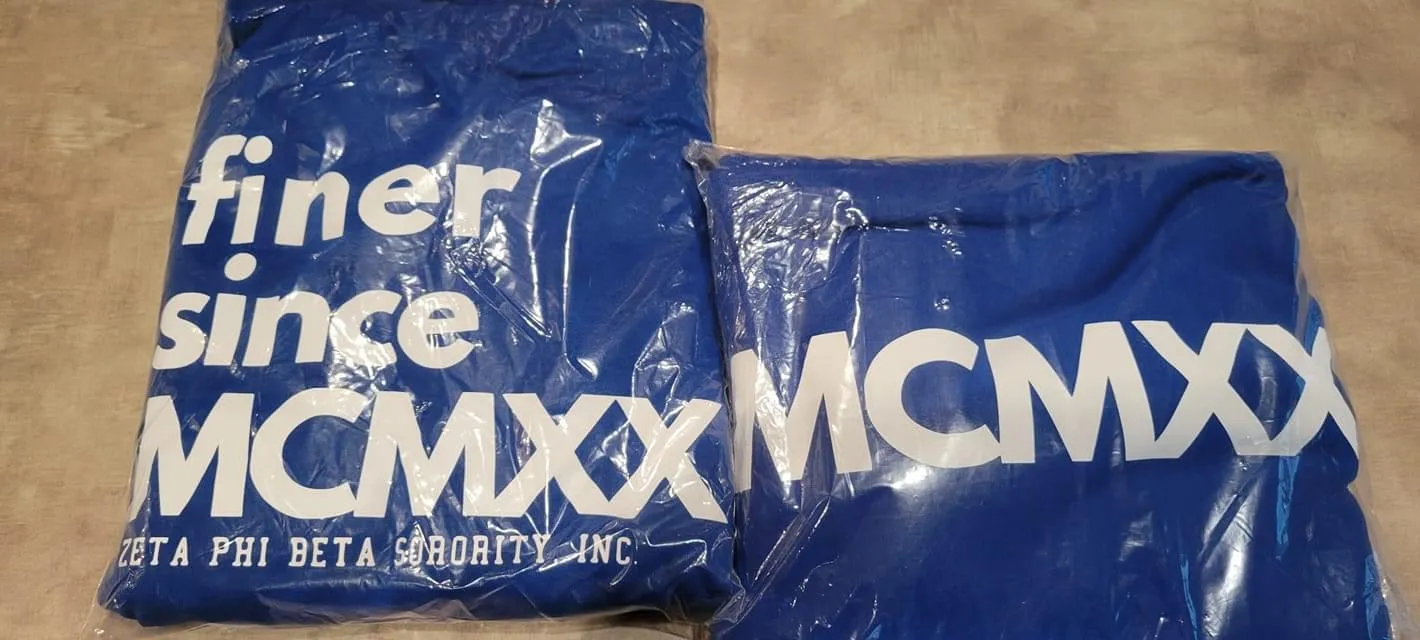 finer
since
MCMXX
ZETA PHI BETA SORORITY, INC.
MCMXX